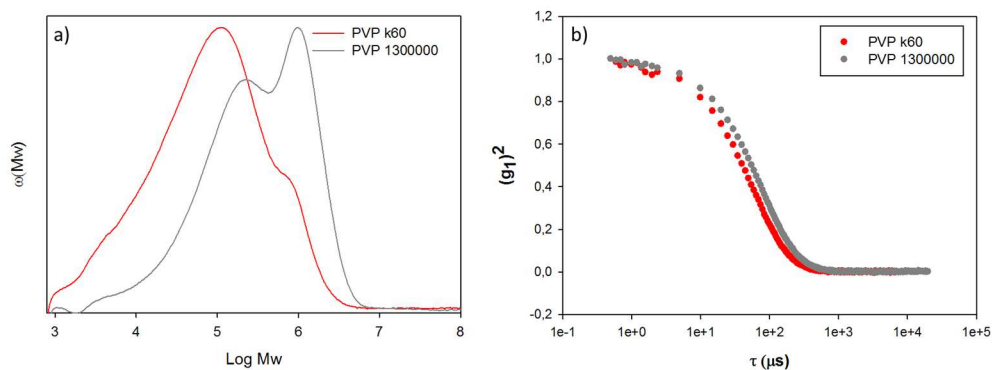 a)
PVP k60
PVP 1300000
ω(Mw)
3
4
5
6
7
8
Log Mw
b)
PVP k60
PVP 1300000
(g₁)²
1,2
1,0
0,8
0,6
0,4
0,2
0,0
-0,2
1e-1
1e+0
1e+1
1e+2
1e+3
1e+4
1e+5
τ (μs)